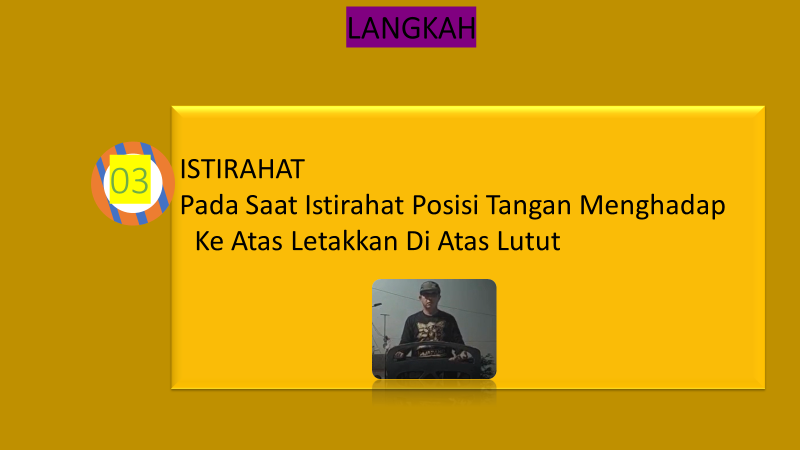 LANGKAH
03
ISTIRAHAT
Pada Saat Istirahat Posisi Tangan Menghadap
Ke Atas Letakkan Di Atas Lutut